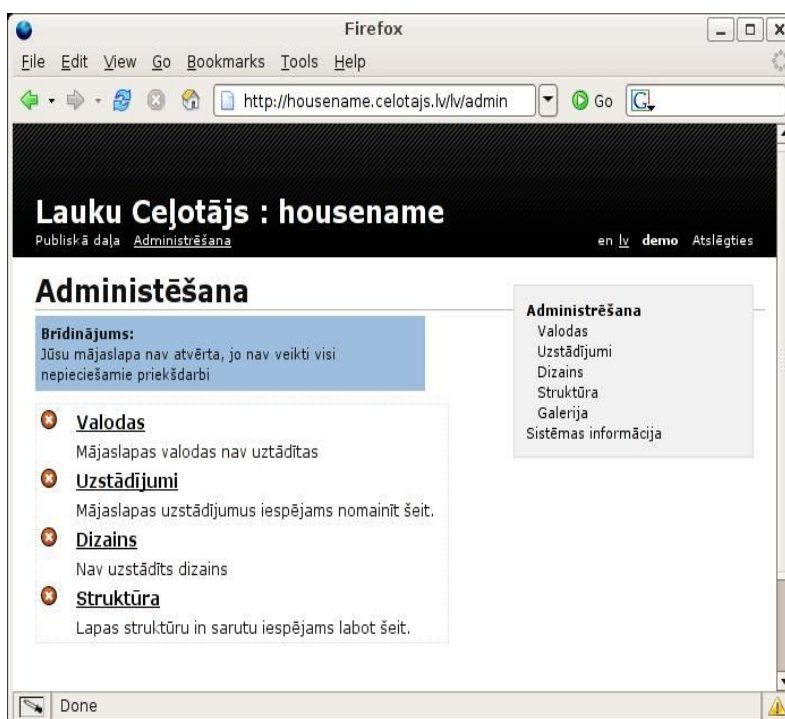 Firefox
File Edit View Go Bookmarks Tools Help
http://housename.celotajs.lv/lv/admin Go G
Lauku Ceļotājs : housename
Publiskā daļa Administrēšana en lv demo Atslēgties
Administēšana
Brīdinājums:
Jūsu mājaslapa nav atvērta, jo nav veikti visi
nepieciešamie priekšdarbi
Valodas
Mājaslapas valodas nav uztādītas
Uzstādījumi
Mājaslapas uzstādījumus iespējams nomainīt šeit.
Dizains
Nav uzstādīts dizains
Struktūra
Lapas struktūru in sarutu iespējams labot šeit.
Administrēšana
Valodas
Uzstādījumi
Dizains
Struktūra
Galerija
Sistēmas informācija
Done